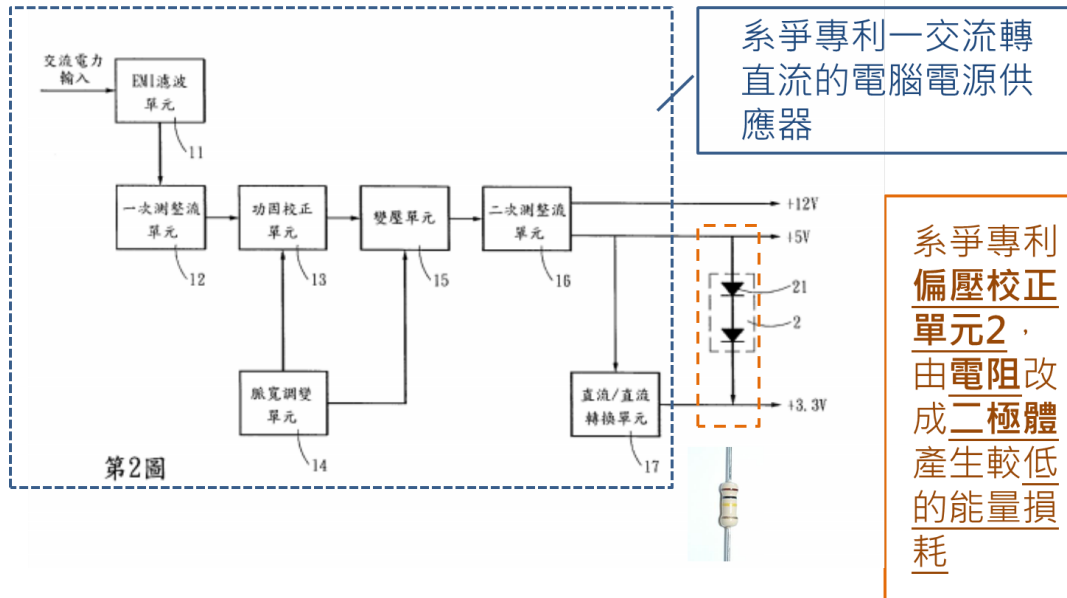 系爭專利一交流轉
直流的電腦電源供
應器
交流電力
輸入
EMI濾波
單元
11
一次測整流
單元
12
功因校正
單元
13
變壓單元
15
二次測整流
單元
16
+12V
+5V
21
2
脈寬調變
單元
14
直流/直流
轉換單元
17
+3.3V
第2圖
系爭專利
偏壓校正
單元2，
由電阻改
成二極體
產生較低
的能量損
耗